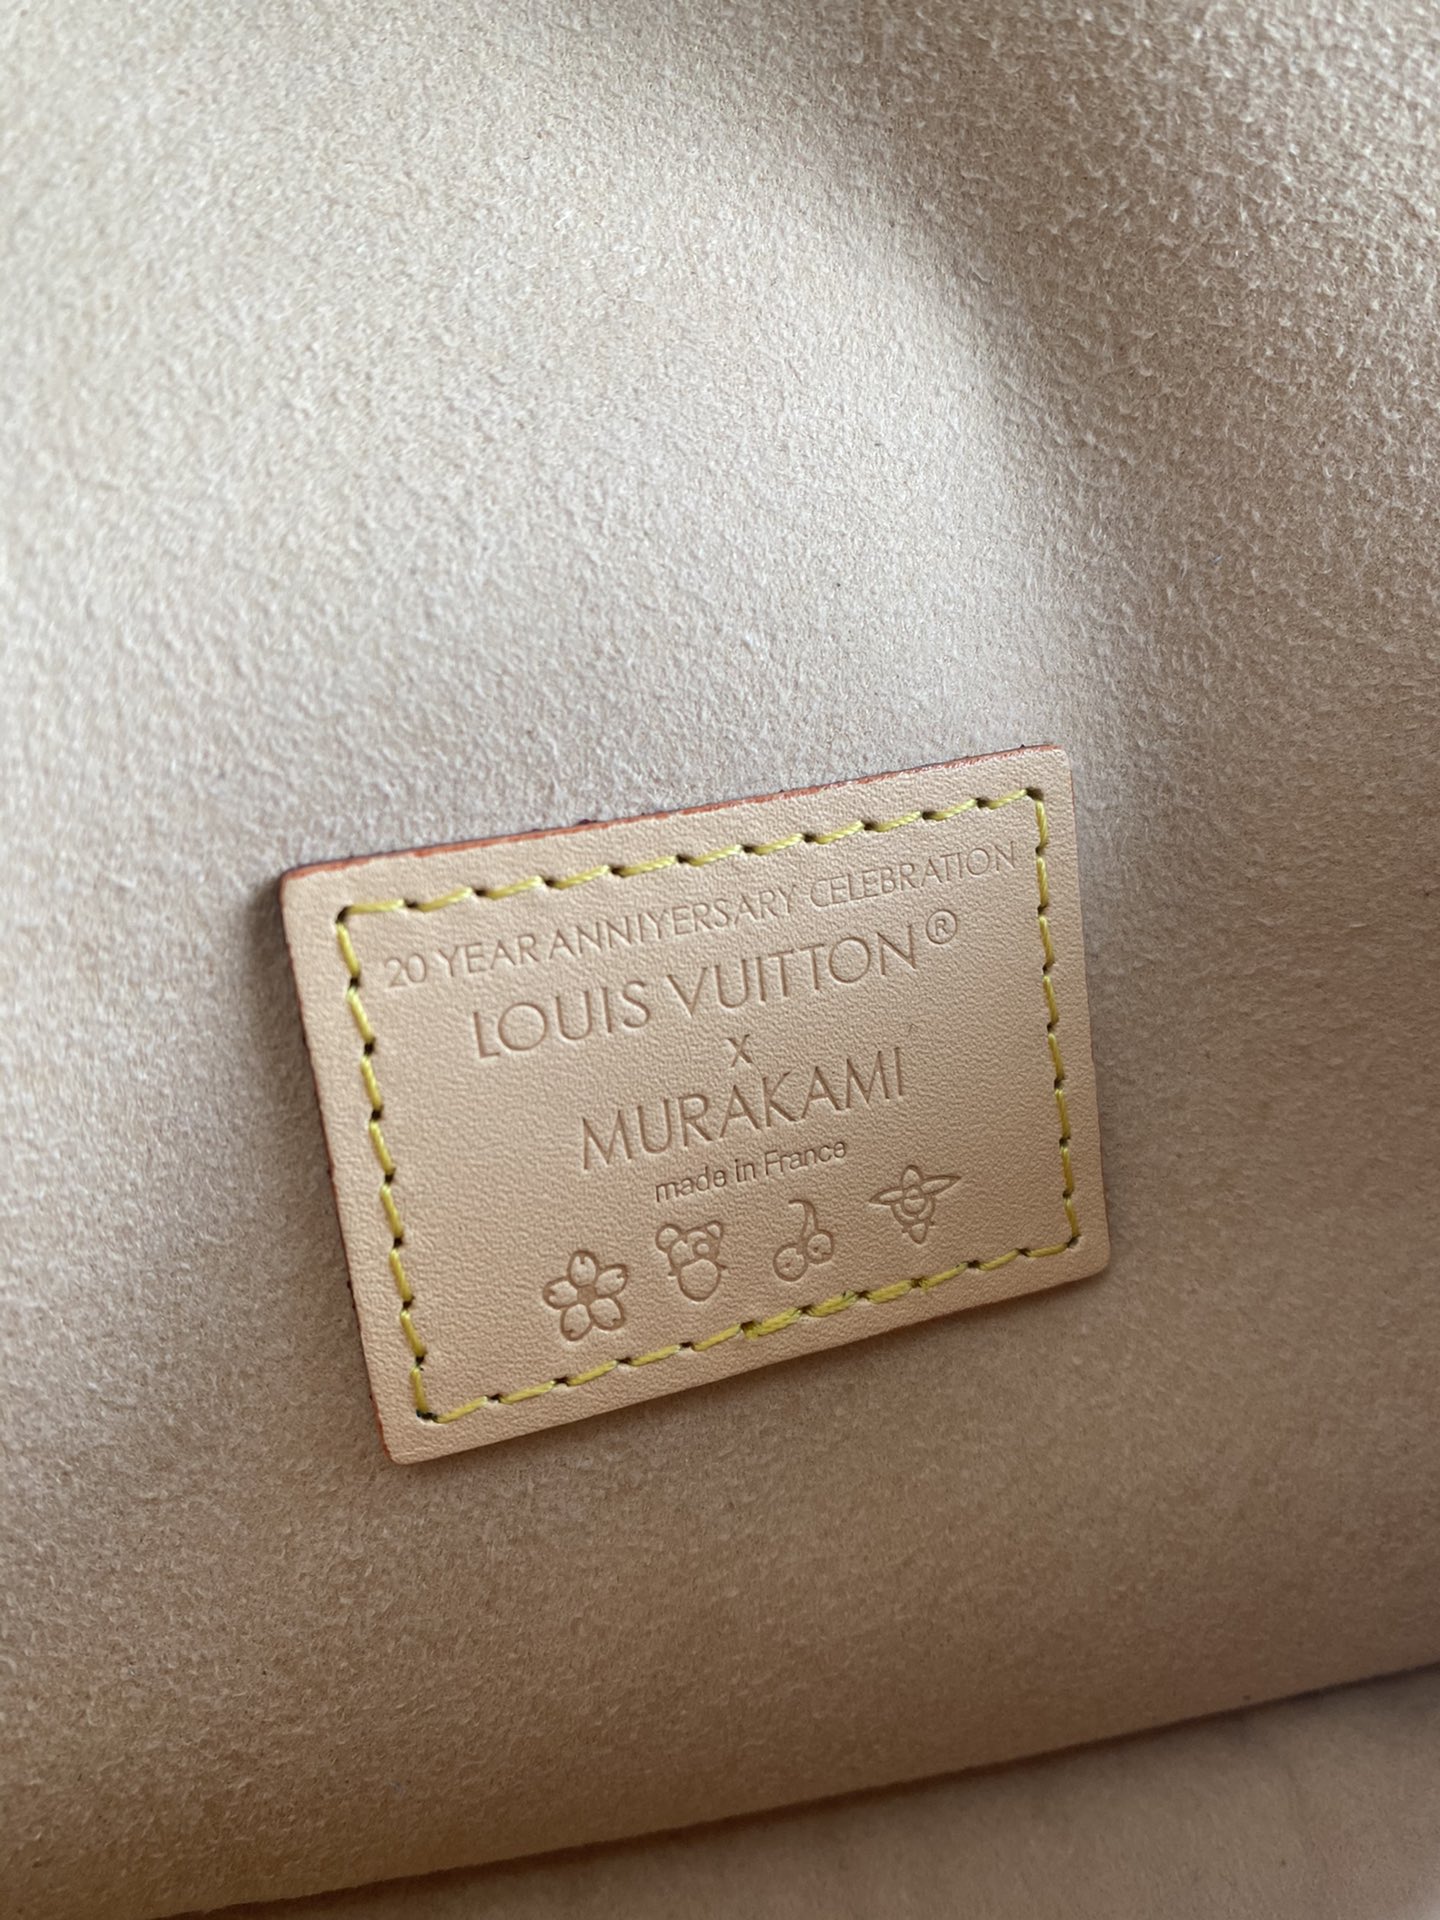 20 YEAR ANNIYERSARY CELEBRATION
LOUIS VUITTON®
X
MURAKAMI
made in France